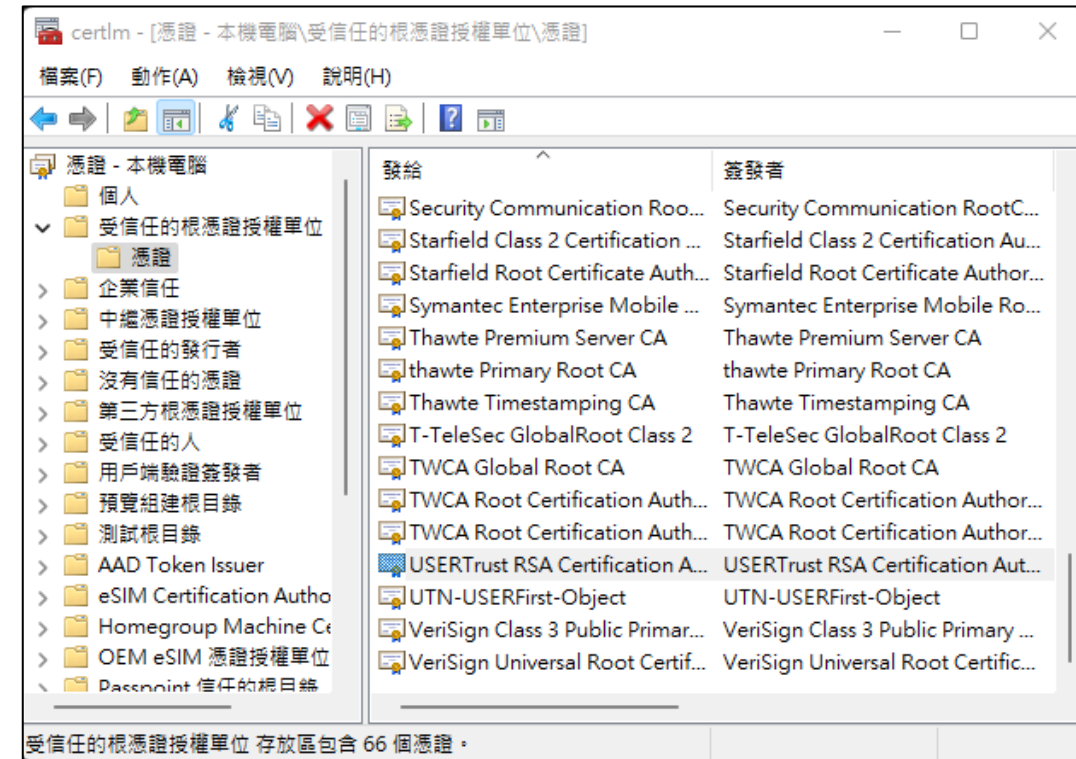 certlm - [憑證 - 本機電腦\受信任的根憑證授權單位\憑證]
檔案(F) 動作(A) 檢視(V) 說明(H)
憑證 - 本機電腦
個人
受信任的根憑證授權單位
憑證
企業信任
中繼憑證授權單位
受信任的發行者
沒有信任的憑證
第三方根憑證授權單位
受信任的人
用戶端驗證簽發者
預覽組建根目錄
測試根目錄
AAD Token Issuer
eSIM Certification Autho
Homegroup Machine Ce
OEM eSIM 憑證授權單位
Passpoint 信任的根目錄
發給 簽發者
Security Communication Roo... Security Communication RootC...
Starfield Class 2 Certification ... Starfield Class 2 Certification Au...
Starfield Root Certificate Auth... Starfield Root Certificate Author...
Symantec Enterprise Mobile ... Symantec Enterprise Mobile Ro...
Thawte Premium Server CA Thawte Premium Server CA
thawte Primary Root CA thawte Primary Root CA
Thawte Timestamping CA Thawte Timestamping CA
T-TeleSec GlobalRoot Class 2 T-TeleSec GlobalRoot Class 2
TWCA Global Root CA TWCA Global Root CA
TWCA Root Certification Auth... TWCA Root Certification Author...
TWCA Root Certification Auth... TWCA Root Certification Author...
USERTrust RSA Certification A... USERTrust RSA Certification Aut...
UTN-USERFirst-Object UTN-USERFirst-Object
VeriSign Class 3 Public Primar... VeriSign Class 3 Public Primary ...
VeriSign Universal Root Certif... VeriSign Universal Root Certific...
受信任的根憑證授權單位 存放區包含 66 個憑證。